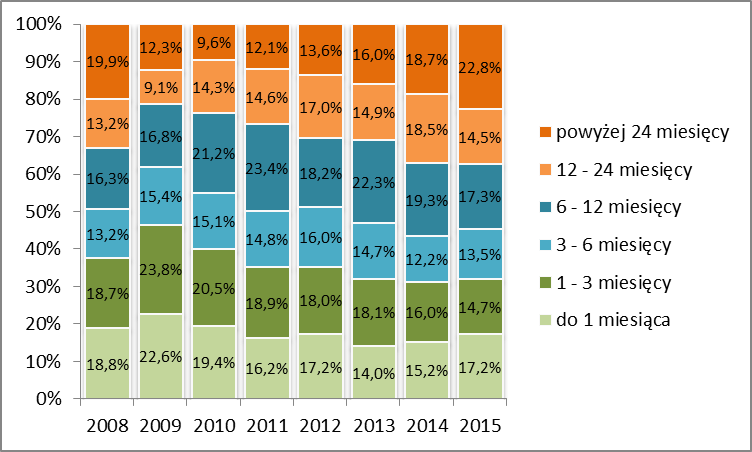 100%
90%
80%
70%
60%
50%
40%
30%
20%
10%
0%
19,9% 12,3% 9,6% 12,1% 13,6% 16,0% 18,7% 22,8%
13,2% 9,1% 14,3% 14,6% 17,0% 14,9% 18,5% 14,5%
16,3% 16,8% 21,2% 23,4% 18,2% 22,3% 19,3% 17,3%
13,2% 15,4% 15,1% 14,8% 16,0% 14,7% 12,2% 13,5%
18,7% 23,8% 20,5% 18,9% 18,0% 18,1% 16,0% 14,7%
18,8% 22,6% 19,4% 16,2% 17,2% 14,0% 15,2% 17,2%
2008 2009 2010 2011 2012 2013 2014 2015
powyżej 24 miesięcy
12 - 24 miesięcy
6 - 12 miesięcy
3 - 6 miesięcy
1 - 3 miesięcy
do 1 miesiąca